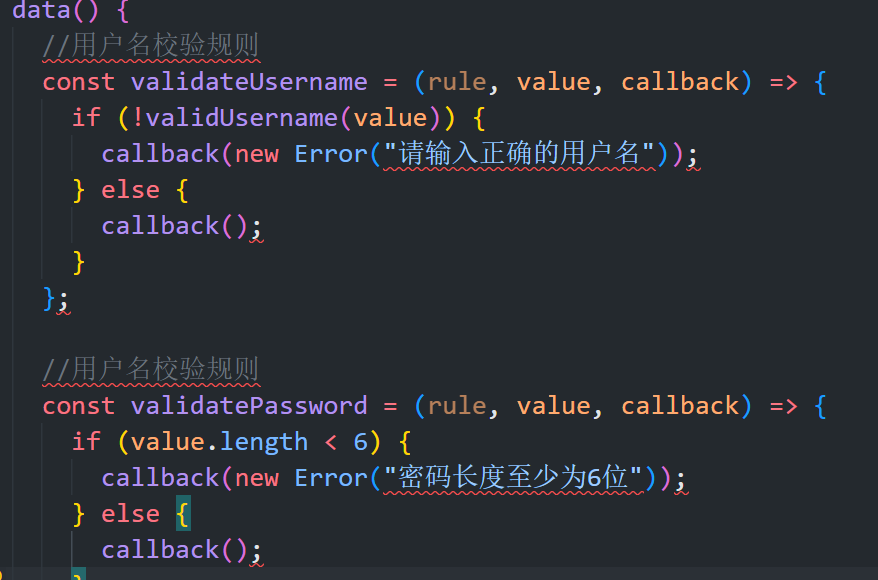 data() {
//用户名校验规则
const validateUsername = (rule, value, callback) => {
if (!validUsername(value)) {
callback(new Error("请输入正确的用户名"));
} else {
callback();
}
};
//用户名校验规则
const validatePassword = (rule, value, callback) => {
if (value.length < 6) {
callback(new Error("密码长度至少为6位"));
} else {
callback();
}